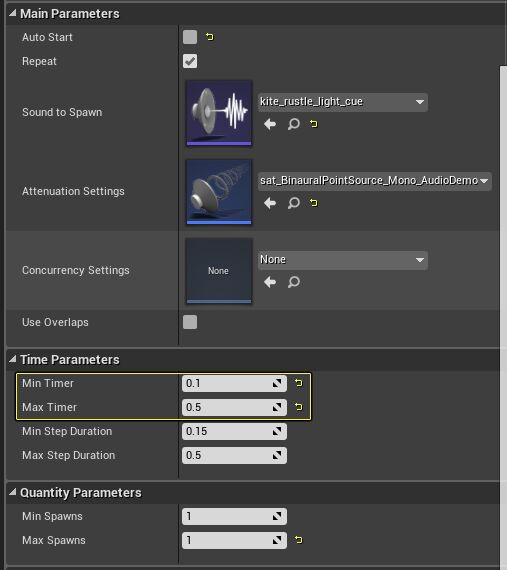 Main Parameters
Auto Start
Repeat
Sound to Spawn
kite_rustle_light_cue
Attenuation Settings
sat_BinauralPointSource_Mono_AudioDemo
Concurrency Settings
None
None
Use Overlaps
Time Parameters
Min Timer 0.1
Max Timer 0.5
Min Step Duration 0.15
Max Step Duration 0.5
Quantity Parameters
Min Spawns 1
Max Spawns 1